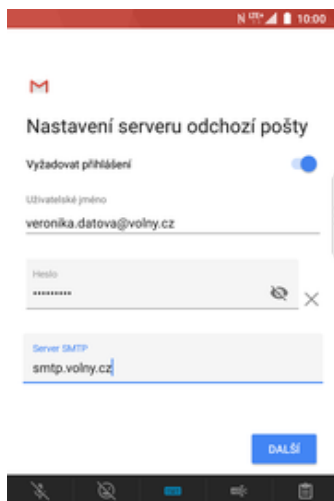 N LTE+ 10:00
Nastavení serveru odchozí pošty
Vyžadovat přihlášení
Uživatelské jméno
veronika.datova@volny.cz
Heslo
•••••••••
Server SMTP
smtp.volny.cz
DALŠÍ